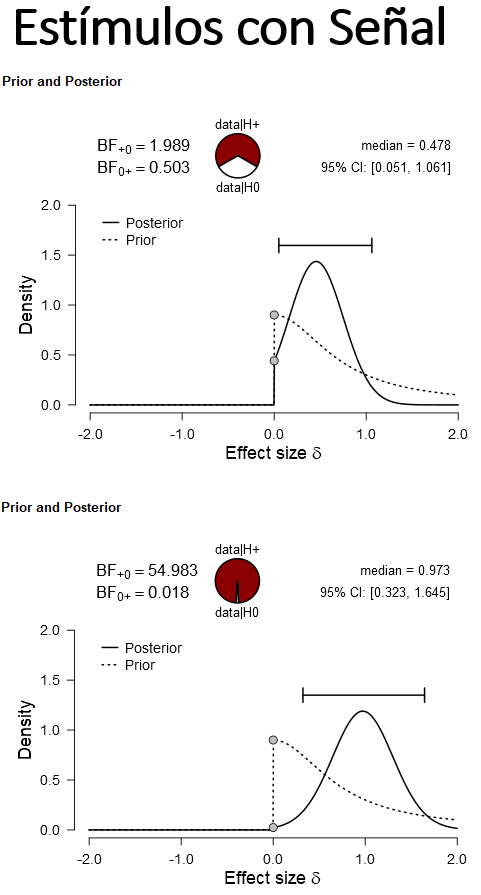 Estímulos con Señal
Prior and Posterior
data|H+
BF+0 = 1.989
median = 0.478
BF0+ = 0.503
95% CI: [0.051, 1.061]
data|H0
2.0
Posterior
Prior
1.5
1.0
0.5
0.0
Density
-2.0 -1.0 0.0 1.0 2.0
Effect size δ
Prior and Posterior
data|H+
BF+0 = 54.983
median = 0.973
BF0+ = 0.018
95% CI: [0.323, 1.645]
data|H0
2.0
Posterior
Prior
1.5
1.0
0.5
0.0
Density
-2.0 -1.0 0.0 1.0 2.0
Effect size δ